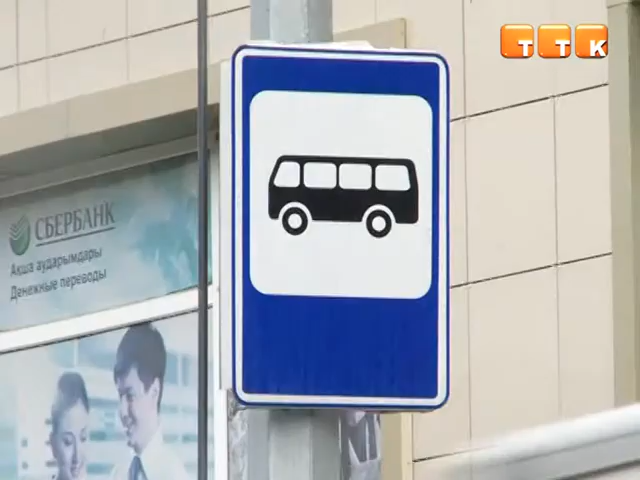 ТТК
СБЕРБАНК
Ақша аударымдары
Денежные переводы